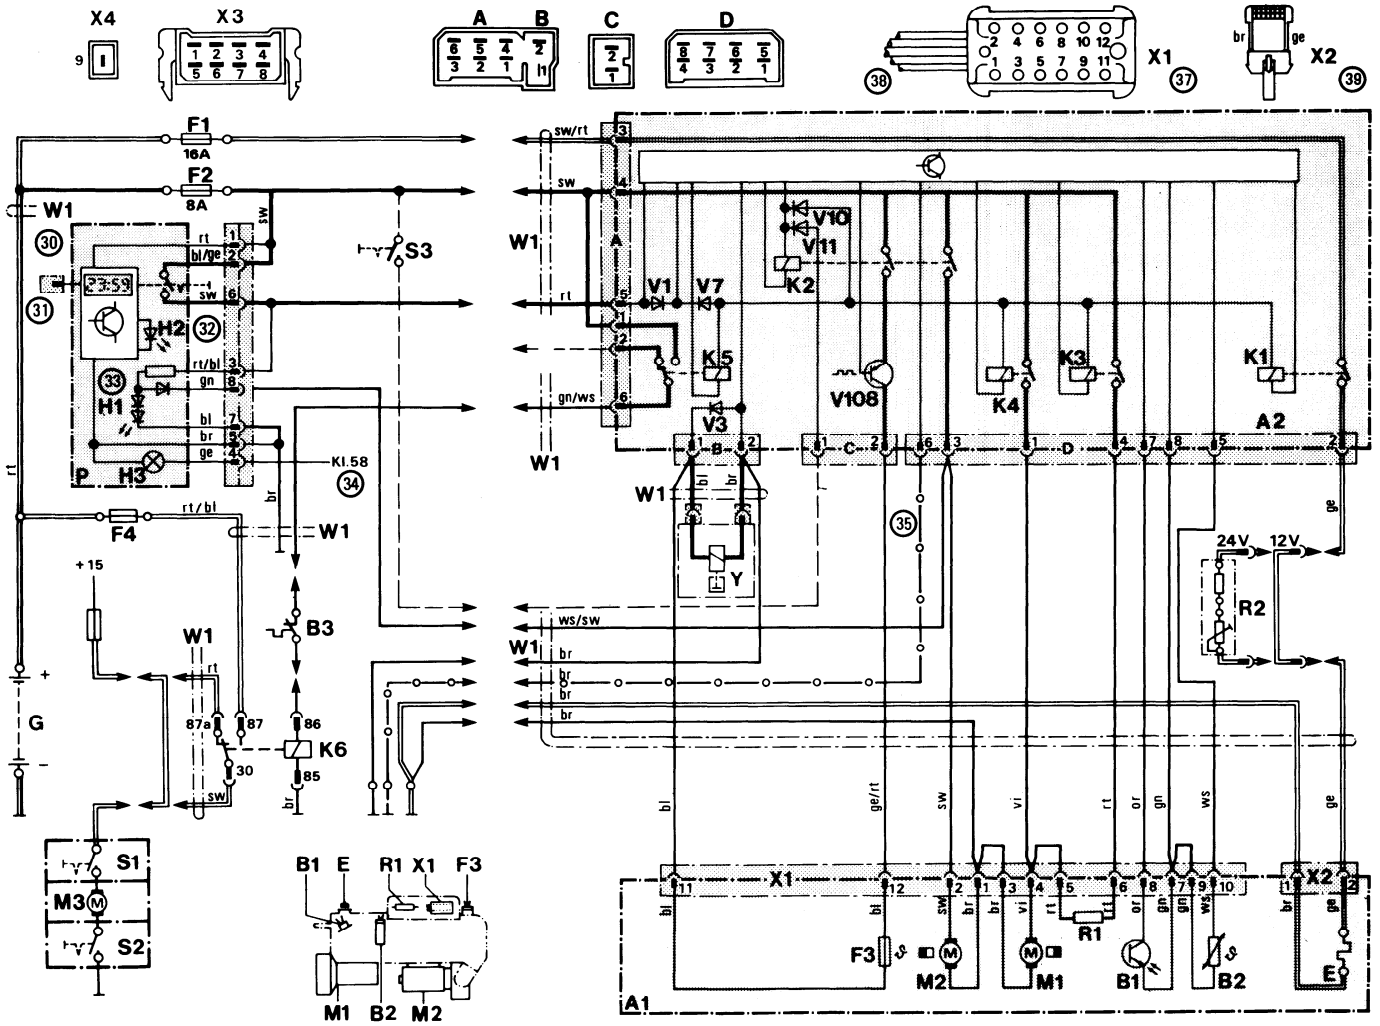 X4
X3
A
B
C
D
9
1 2 3 4
5 6 7 8
6 5 4
3 2 1
2
1
2
1
8 7 6 5
4 3 2 1
38
2 4 6 8 10 12
1 3 5 7 9 11
X1
37
br
ge
X2
39
F1
16A
sw/rt
3
F2
8A
sw
4
W1
30
sw
rt
1
bl/ge
2
S3
W1
A
V10
V11
K2
23:59
31
sw
6
rt
5
V1
V7
H2
32
1
2
rt/bl
3
33
gn
8
K5
V108
K4
K3
K1
H1
gn/ws
6
V3
A2
bl
7
br
5
ge
4
P
H3
Kl.58
34
W1
1 B 2
1 C 2
6 3 1 D 4 7 8 5 2
br
bl
br
W1
rt
rt/bl
F4
W1
35
ge
24V
12V
+15
Y
R2
B3
ws/sw
W1
W1
br
rt
br
br
br
+
G
−
87a
87
86
K6
30
85
sw
br
bl
ge/rt
sw
vi
rt
or
gn
ws
ge
S1
M3
M
S2
B1
E
R1
X1
F3
M1
B2
M2
X1
11 12 2 1 3 4 5 6 8 7 9 10
X2
1 2
bl
bl
sw
br
br
vi
rt
rt
or
gn
gn
ws
br
ge
R1
F3
M2
M
M
M1
B1
B2
E
A1